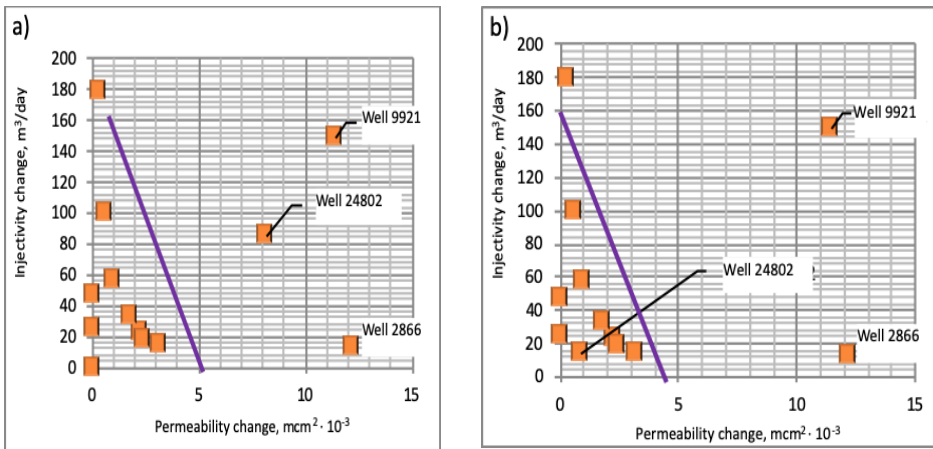 a)
Injectivity change, m³/day
200
180
160
140
120
100
80
60
40
20
0
Well 9921
Well 24802
Well 2866
0 5 10 15
Permeability change, mcm² · 10⁻³
b)
Injectivity change, m³/day
200
180
160
140
120
100
80
60
40
20
0
Well 9921
Well 24802
Well 2866
0 5 10 15
Permeability change, mcm² · 10⁻³